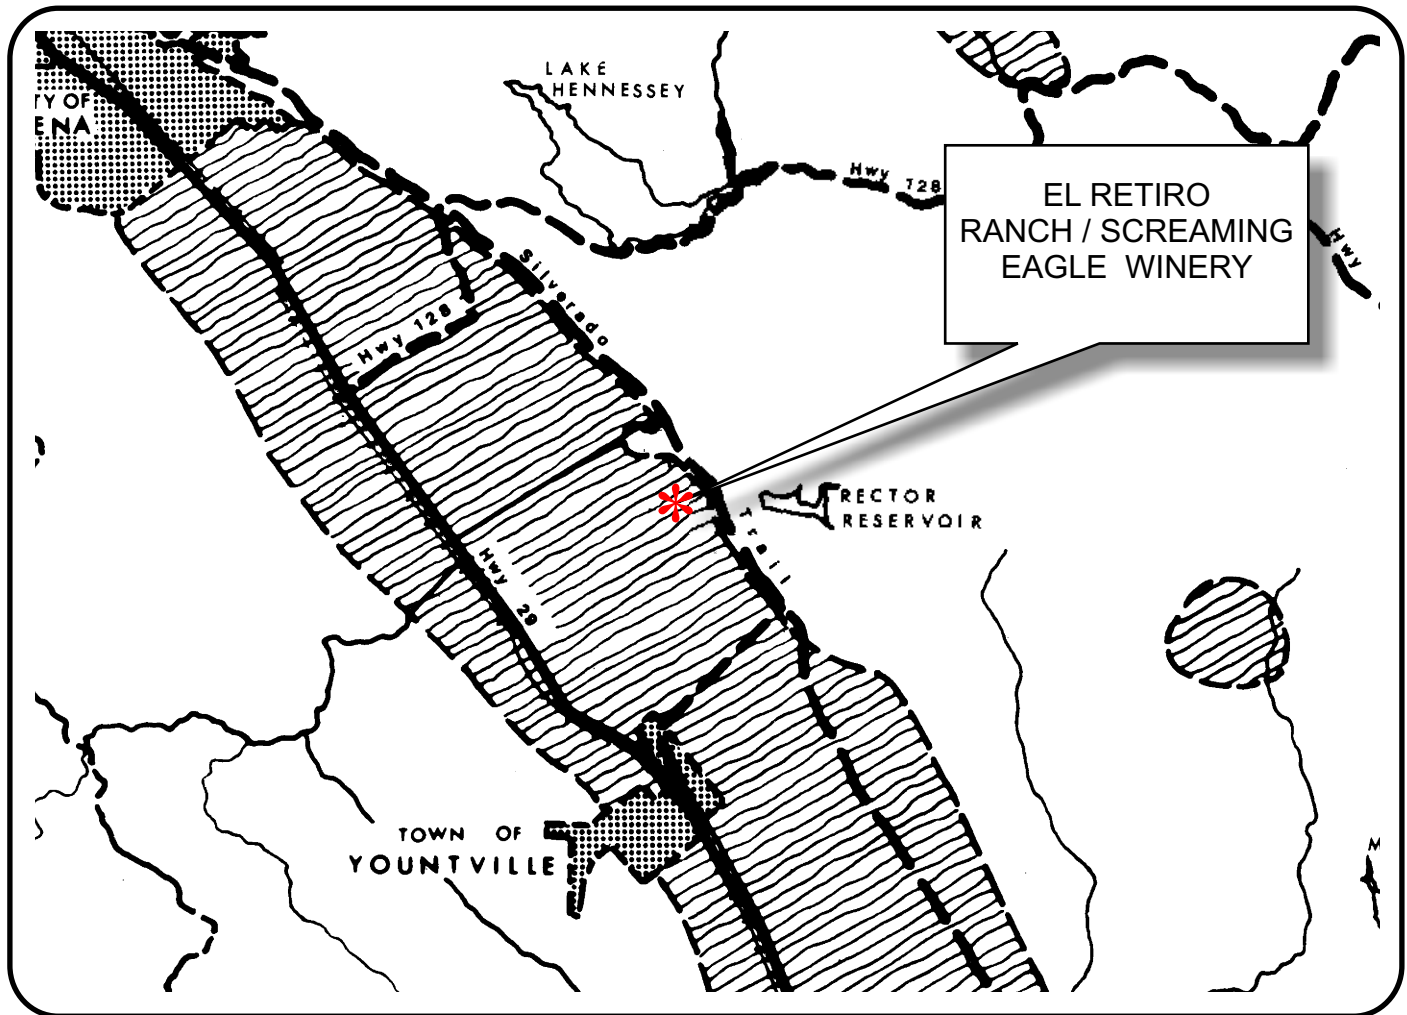 TY OF
ENA
LAKE
HENNESSEY
Hwy 128
EL RETIRO
RANCH / SCREAMING
EAGLE WINERY
Hwy
Silverado
Hwy 128
RECTOR
RESERVOIR
Trail
Hwy 29
TOWN OF
YOUNTVILLE
M